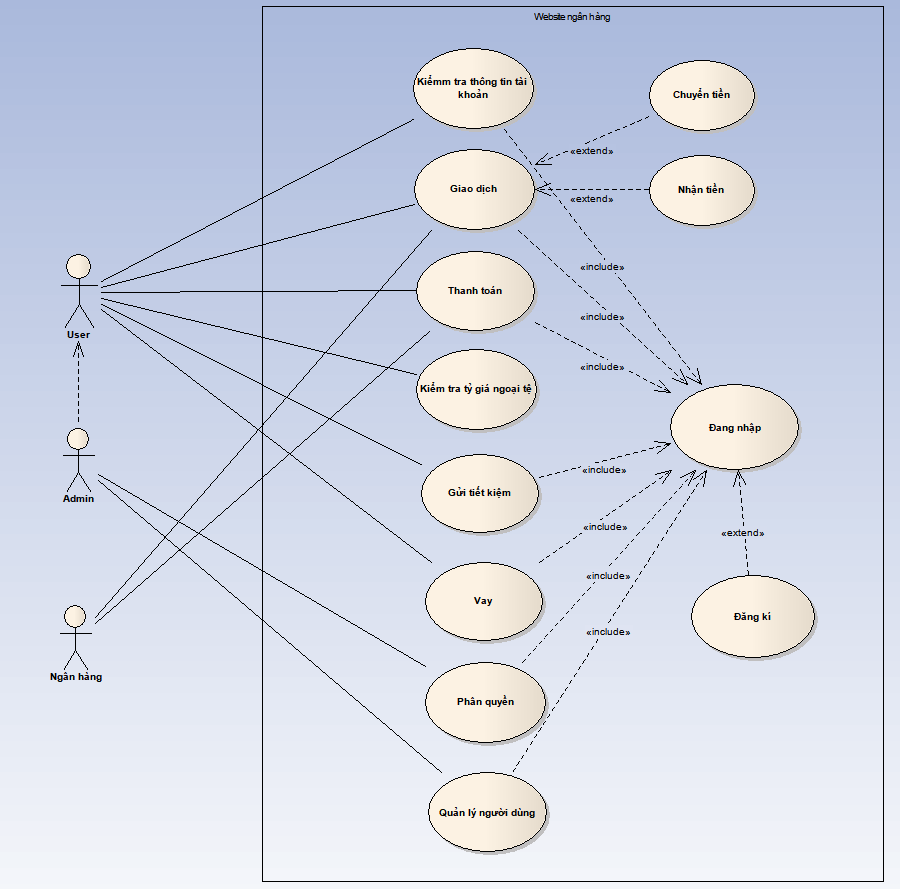 Website ngân hàng
Kiểmm tra thông tin tài
khoản
Chuyển tiền
«extend»
Giao dịch
Nhận tiền
«extend»
User
«include»
Thanh toán
«include»
«include»
Kiểm tra tỷ giá ngoại tệ
Đang nhập
Admin
Gửi tiết kiệm
«include»
«include»
«extend»
«include»
Vay
Đăng kí
«include»
Ngân hàng
Phân quyền
Quản lý người dùng